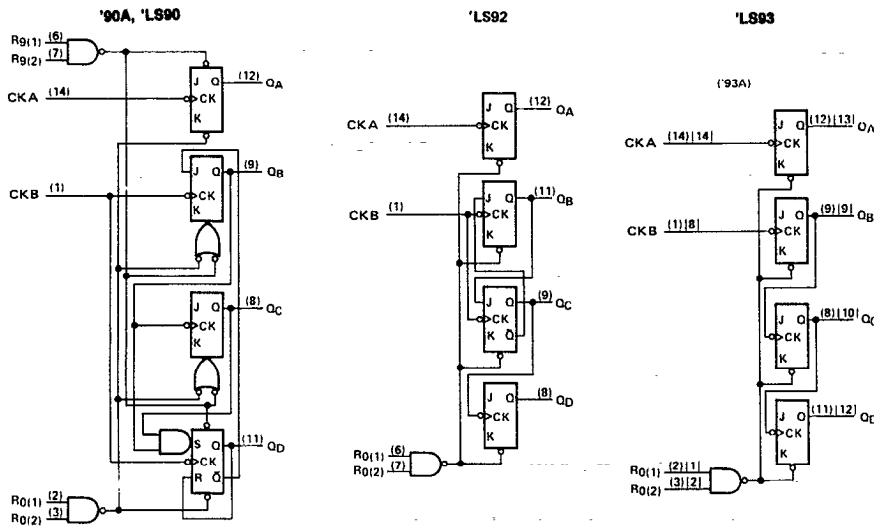 '90A, 'LS90
R9(1) (6)
R9(2) (7)
J Q (12) QA
CKA (14) CK
K
J Q (9) QB
CKB (1) CK
K
J Q (8) QC
CK
K
S Q (11) QD
CK
R Q
R0(1) (2)
R0(2) (3)
'LS92
J Q (12) QA
CKA (14) CK
K
J Q (11) QB
CKB (1) CK
K
J Q (9) QC
CK
K Q
J Q (8) QD
CK
K
R0(1) (6)
R0(2) (7)
'LS93
('93A)
J Q (12)|13| QA
CKA (14)|14| CK
K
J Q (9)|9| QB
CKB (1)|8| CK
K
J Q (8)|10| QC
CK
K
J Q (11)|12| QD
CK
K
R0(1) (2)|1|
R0(2) (3)|2|